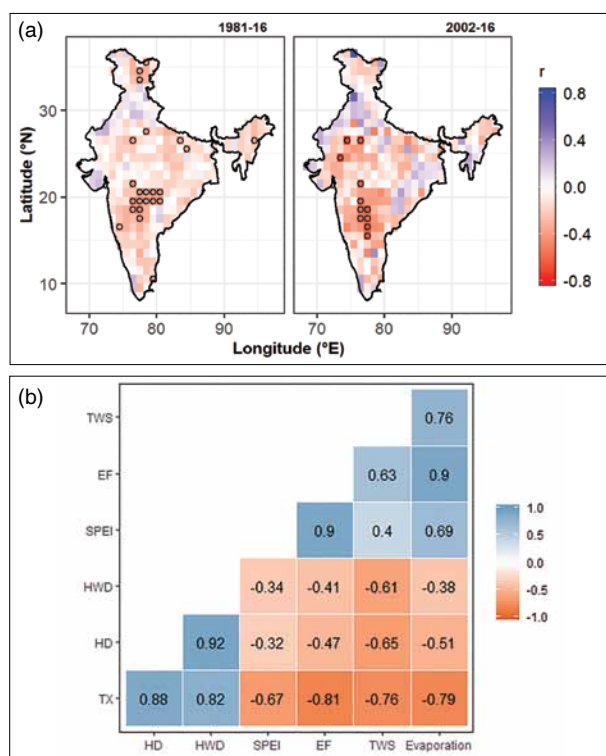 (a)
1981-16 2002-16
r
0.8
0.4
0.0
-0.4
-0.8
Latitude (°N)
30
20
10
70 80 90 70 80 90
Longitude (°E)
(b)
TWS 0.76
EF 0.63 0.9
SPEI 0.9 0.4 0.69
HWD -0.34 -0.41 -0.61 -0.38
HD 0.92 -0.32 -0.47 -0.65 -0.51
TX 0.88 0.82 -0.67 -0.81 -0.76 -0.79
HD HWD SPEI EF TWS Evaporation
1.0
0.5
0.0
-0.5
-1.0